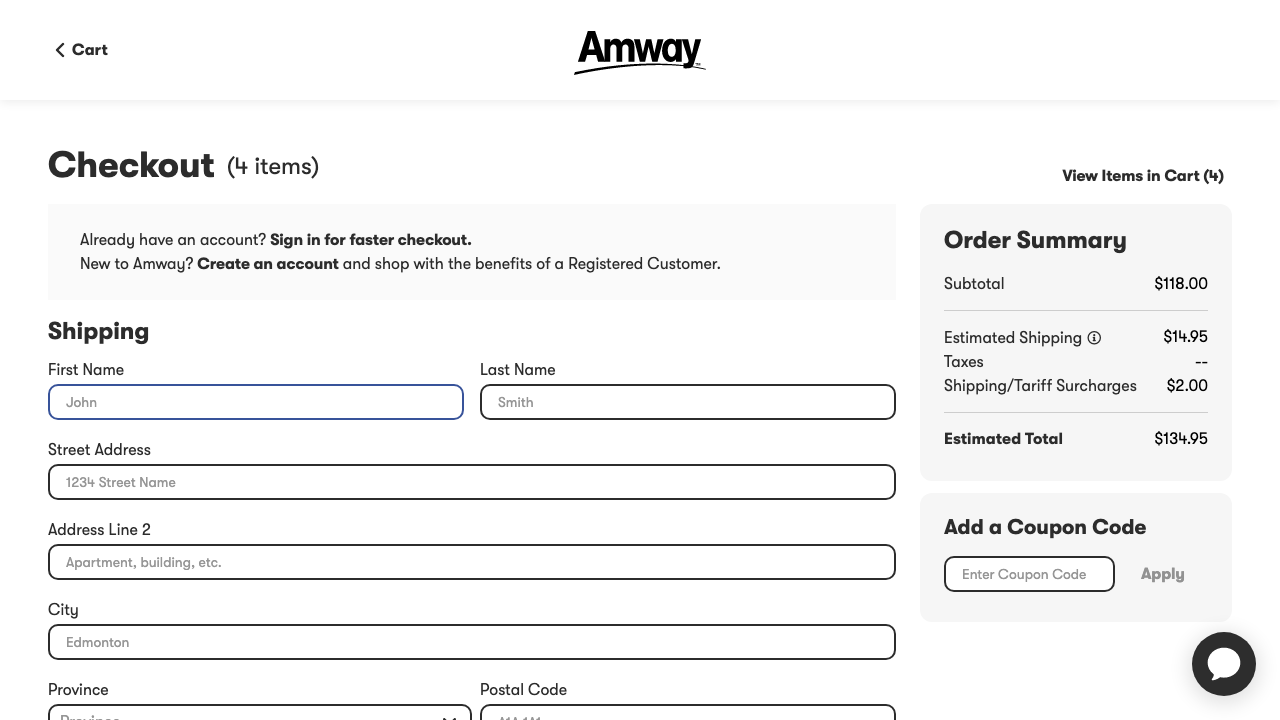 Cart
Amway
Checkout (4 items)
View Items in Cart (4)
Already have an account? Sign in for faster checkout.
New to Amway? Create an account and shop with the benefits of a Registered Customer.
Shipping
First Name
Last Name
John
Smith
Street Address
1234 Street Name
Address Line 2
Apartment, building, etc.
City
Edmonton
Province
Postal Code
Province
A1A 1A1
Order Summary
Subtotal $118.00
Estimated Shipping $14.95
Taxes --
Shipping/Tariff Surcharges $2.00
Estimated Total $134.95
Add a Coupon Code
Enter Coupon Code
Apply